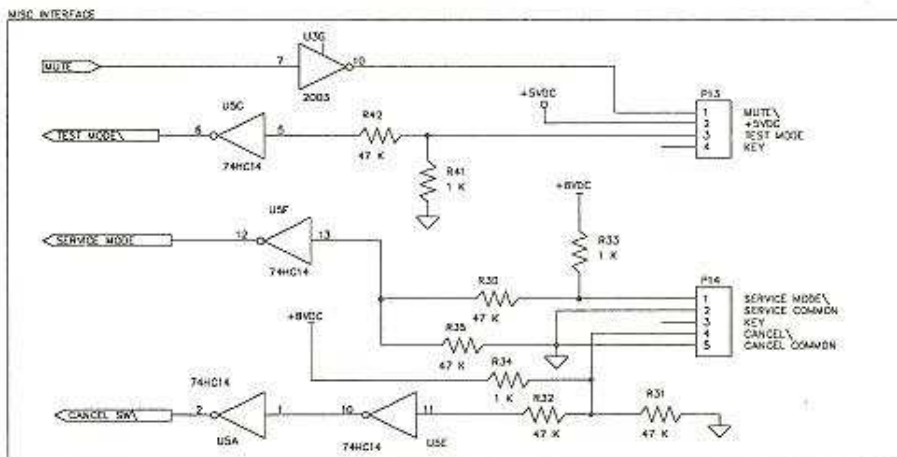 MISC INTERFACE
U3G
MUTE
7
10
2003
+5VDC
P13
1
MUTE\
2
+5VDC
3
TEST MODE
4
KEY
U5C
R42
TEST MODE\
6
5
47 K
74HC14
R41
1 K
+8VDC
U5F
SERVICE MODE
12
13
74HC14
R33
1 K
P14
R30
47 K
1
SERVICE MODE\
2
SERVICE COMMON
3
KEY
4
CANCEL\
5
CANCEL COMMON
+8VDC
R35
47 K
R34
1 K
74HC14
R32
R31
CANCEL SW\
2
1
10
11
47 K
47 K
U5A
74HC14
U5E